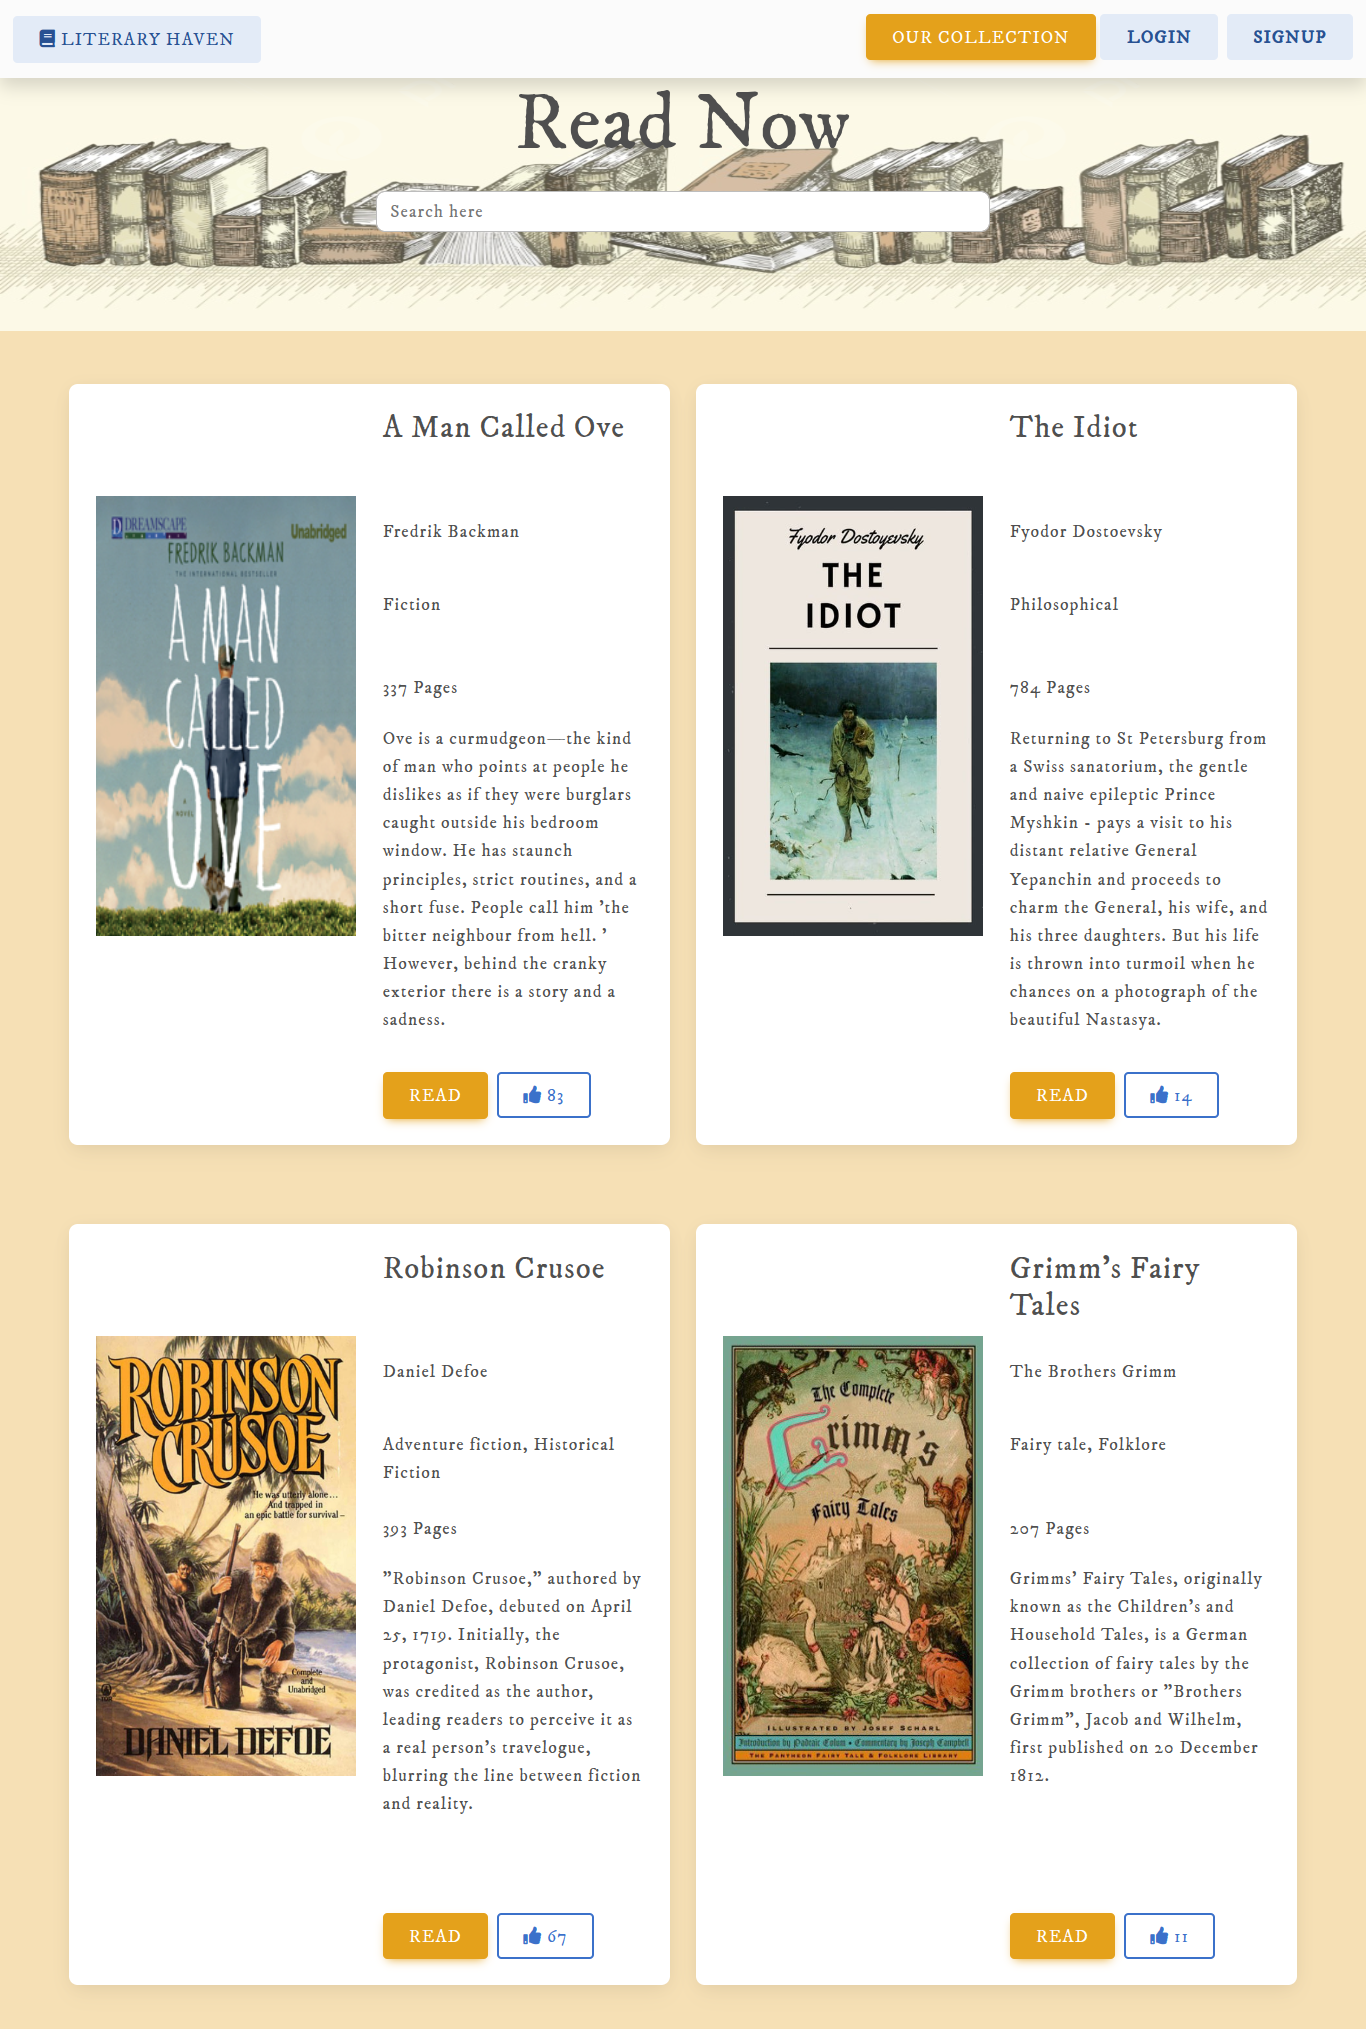 LITERARY HAVEN
OUR COLLECTION
LOGIN
SIGNUP
Read Now
Search here
A Man Called Ove
DREAMSCAPE
Unabridged
FREDRIK BACKMAN
THE INTERNATIONAL BESTSELLER
A MAN
CALLED
OVE
A
NOVEL
Fredrik Backman
Fiction
337 Pages
Ove is a curmudgeon—the kind
of man who points at people he
dislikes as if they were burglars
caught outside his bedroom
window. He has staunch
principles, strict routines, and a
short fuse. People call him 'the
bitter neighbour from hell. '
However, behind the cranky
exterior there is a story and a
sadness.
READ
83
The Idiot
Fyodor Dostoyevsky
THE
IDIOT
Fyodor Dostoevsky
Philosophical
784 Pages
Returning to St Petersburg from
a Swiss sanatorium, the gentle
and naive epileptic Prince
Myshkin - pays a visit to his
distant relative General
Yepanchin and proceeds to
charm the General, his wife, and
his three daughters. But his life
is thrown into turmoil when he
chances on a photograph of the
beautiful Nastasya.
READ
14
Robinson Crusoe
ROBINSON
CRUSOE
He was utterly alone...
And trapped in
an epic battle for survival–
Complete
and
Unabridged
DANIEL DEFOE
Daniel Defoe
Adventure fiction, Historical
Fiction
393 Pages
"Robinson Crusoe," authored by
Daniel Defoe, debuted on April
25, 1719. Initially, the
protagonist, Robinson Crusoe,
was credited as the author,
leading readers to perceive it as
a real person's travelogue,
blurring the line between fiction
and reality.
READ
67
Grimm's Fairy
Tales
The Complete
Grimm's
Fairy Tales
ILLUSTRATED BY JOSEF SCHARL
Introduction by Padraic Colum • Commentary by Joseph Campbell
THE PANTHEON FAIRY TALE & FOLKLORE LIBRARY
The Brothers Grimm
Fairy tale, Folklore
207 Pages
Grimms' Fairy Tales, originally
known as the Children's and
Household Tales, is a German
collection of fairy tales by the
Grimm brothers or "Brothers
Grimm", Jacob and Wilhelm,
first published on 20 December
1812.
READ
11